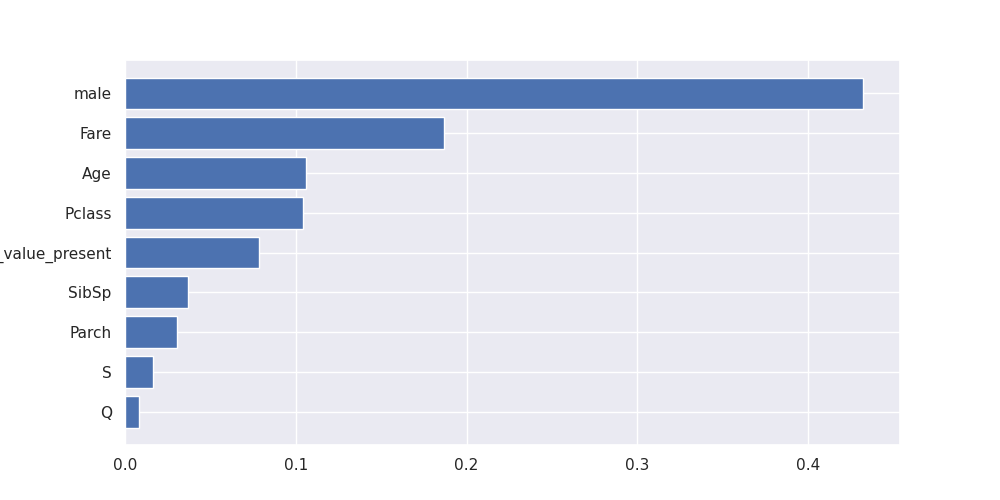 male
Fare
Age
Pclass
_value_present
SibSp
Parch
S
Q
0.0 0.1 0.2 0.3 0.4